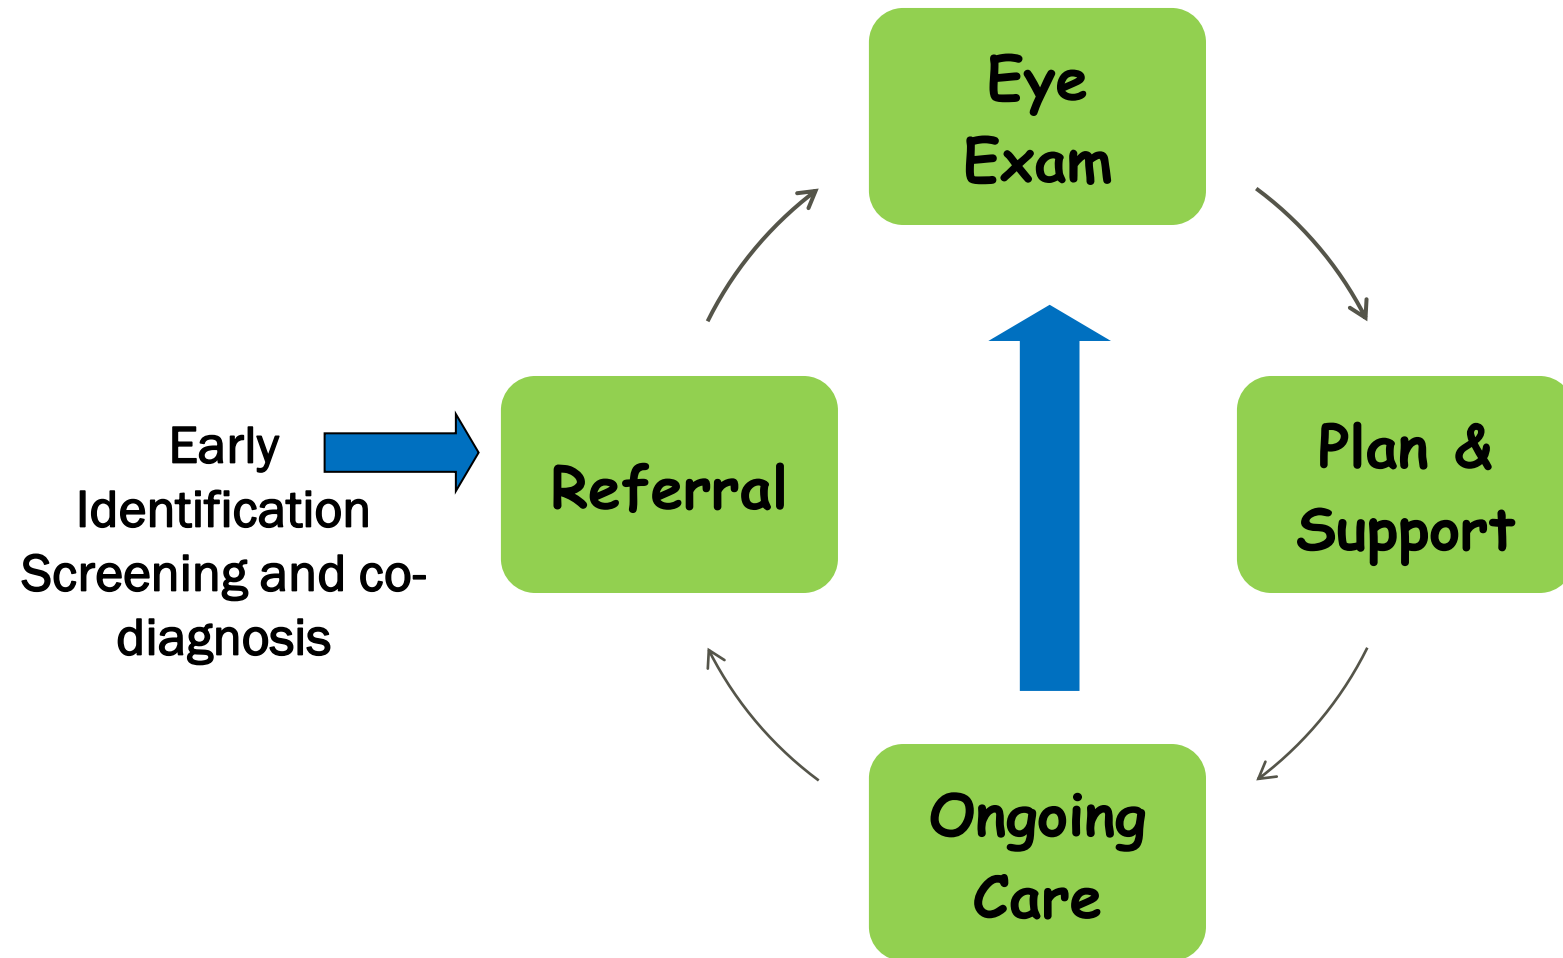 Eye
Exam
Early
Identification
Screening and co-
diagnosis
Referral
Plan &
Support
Ongoing
Care